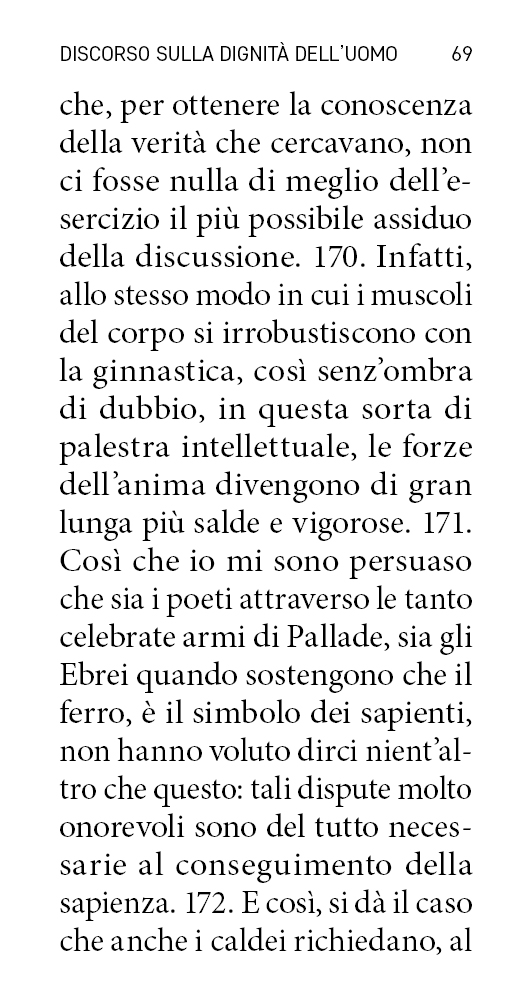 DISCORSO SULLA DIGNITÀ DELL'UOMO 69
che, per ottenere la conoscenza
della verità che cercavano, non
ci fosse nulla di meglio dell'e-
sercizio il più possibile assiduo
della discussione. 170. Infatti,
allo stesso modo in cui i muscoli
del corpo si irrobustiscono con
la ginnastica, così senz'ombra
di dubbio, in questa sorta di
palestra intellettuale, le forze
dell'anima divengono di gran
lunga più salde e vigorose. 171.
Così che io mi sono persuaso
che sia i poeti attraverso le tanto
celebrate armi di Pallade, sia gli
Ebrei quando sostengono che il
ferro, è il simbolo dei sapienti,
non hanno voluto dirci nient'al-
tro che questo: tali dispute molto
onorevoli sono del tutto neces-
sarie al conseguimento della
sapienza. 172. E così, si dà il caso
che anche i caldei richiedano, al